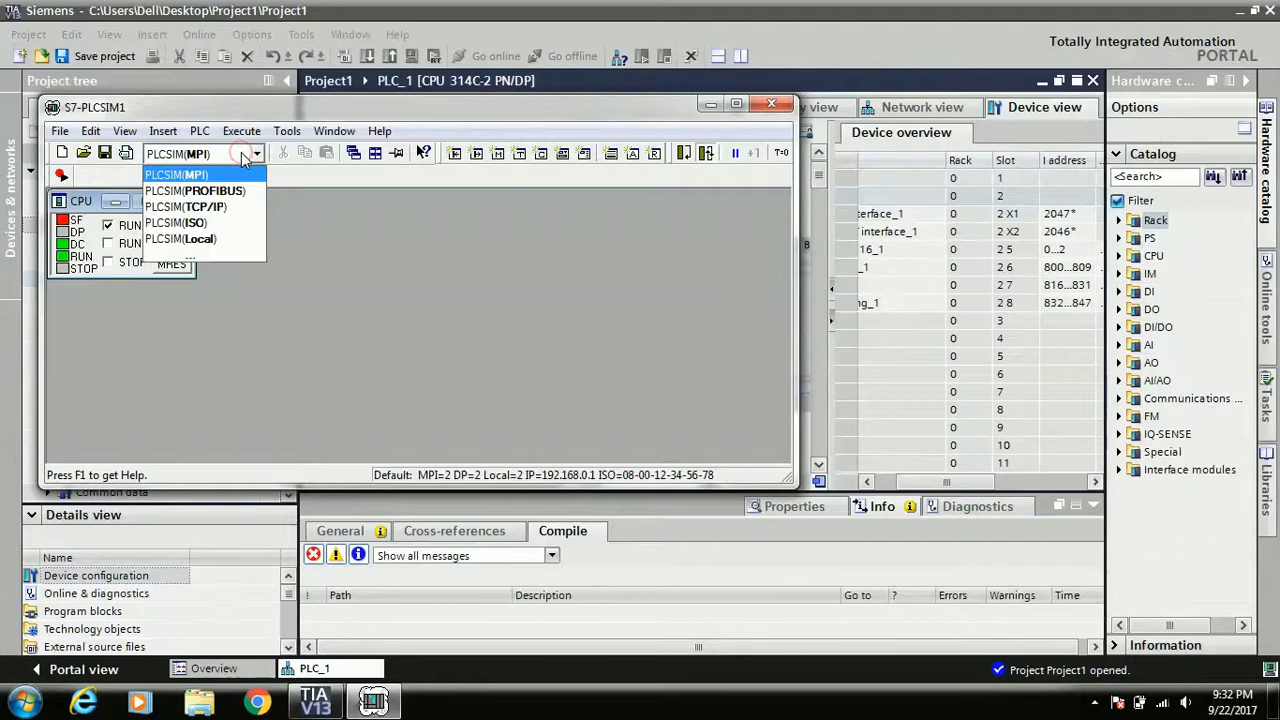 TIA V13 Siemens - C:\Users\Dell\Desktop\Project1\Project1
Project Edit View Insert Online Options Tools Window Help
Totally Integrated Automation
PORTAL
Save project Go online Go offline
Project tree
Project1 PLC_1 [CPU 314C-2 PN/DP]
Hardware c...
Devices & networks
S7-PLCSIM1
File Edit View Insert PLC Execute Tools Window Help
PLCSIM(MPI)
+1 T=0
PLCSIM(MPI)
PLCSIM(PROFIBUS)
PLCSIM(TCP/IP)
PLCSIM(ISO)
PLCSIM(Local)
...
CPU
SF
DP
DC
RUN
STOP
RUN
RUN
STOP
MRES
Press F1 to get Help.
Default: MPI=2 DP=2 Local=2 IP=192.168.0.1 ISO=08-00-12-34-56-78
y view Network view Device view
Device overview
Rack Slot I address
0 1
0 2
terface_1 0 2 X1 2047*
interface_1 0 2 X2 2046*
16_1 0 2 5 0...2
_1 0 2 6 800...809
0 2 7 816...831
ng_1 0 2 8 832...847
0 3
0 4
0 5
0 6
0 7
0 8
0 9
0 10
0 11
Options
Catalog
<Search>
Filter
Rack
PS
CPU
IM
DI
DO
DI/DO
AI
AO
AI/AO
Communications ...
FM
IQ-SENSE
Special
Interface modules
Information
Hardware catalog
Online tools
Tasks
Libraries
Common data
Details view
Name
Device configuration
Online & diagnostics
Program blocks
Technology objects
External source files
Properties Info Diagnostics
General Cross-references Compile
Show all messages
! Path Description Go to ? Errors Warnings Time
Portal view Overview PLC_1
Project Project1 opened.
TIA V13
9:32 PM
9/22/2017